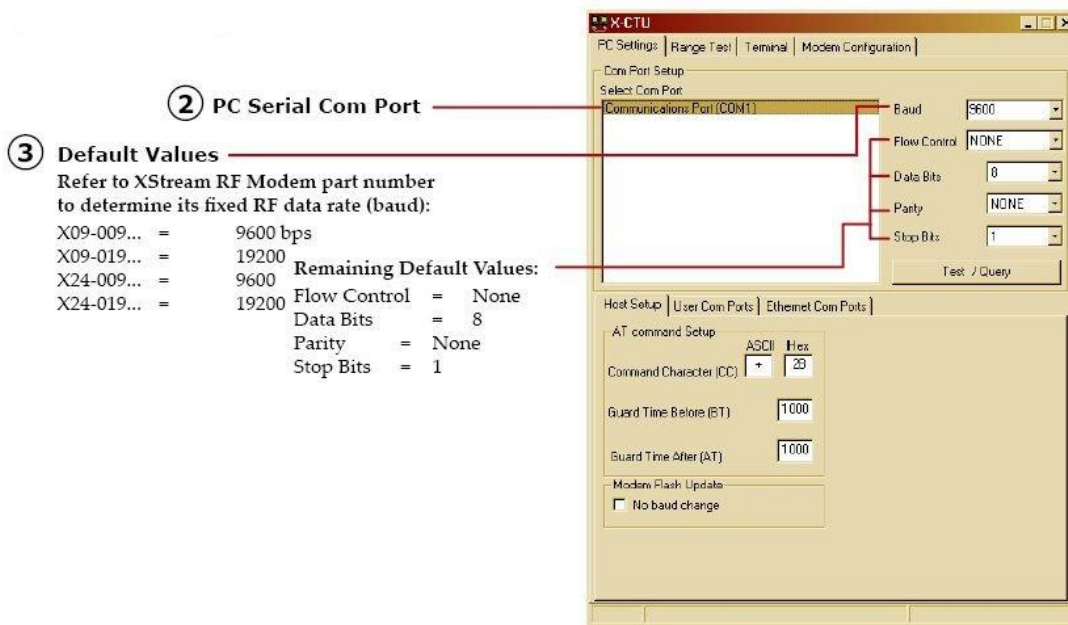 ② PC Serial Com Port
③ Default Values
Refer to XStream RF Modem part number
to determine its fixed RF data rate (baud):
X09-009... = 9600 bps
X09-019... = 19200
X24-009... = 9600
X24-019... = 19200
Remaining Default Values:
Flow Control = None
Data Bits = 8
Parity = None
Stop Bits = 1
X-CTU
PC Settings Range Test Terminal Modem Configuration
Com Port Setup
Select Com Port
Communications Port (COM1)
Baud 9600
Flow Control NONE
Data Bits 8
Parity NONE
Stop Bits 1
Test / Query
Host Setup User Com Ports Ethernet Com Ports
AT command Setup
ASCII Hex
Command Character (CC) + 2B
Guard Time Before (BT) 1000
Guard Time After (AT) 1000
Modem Flash Update
No baud change